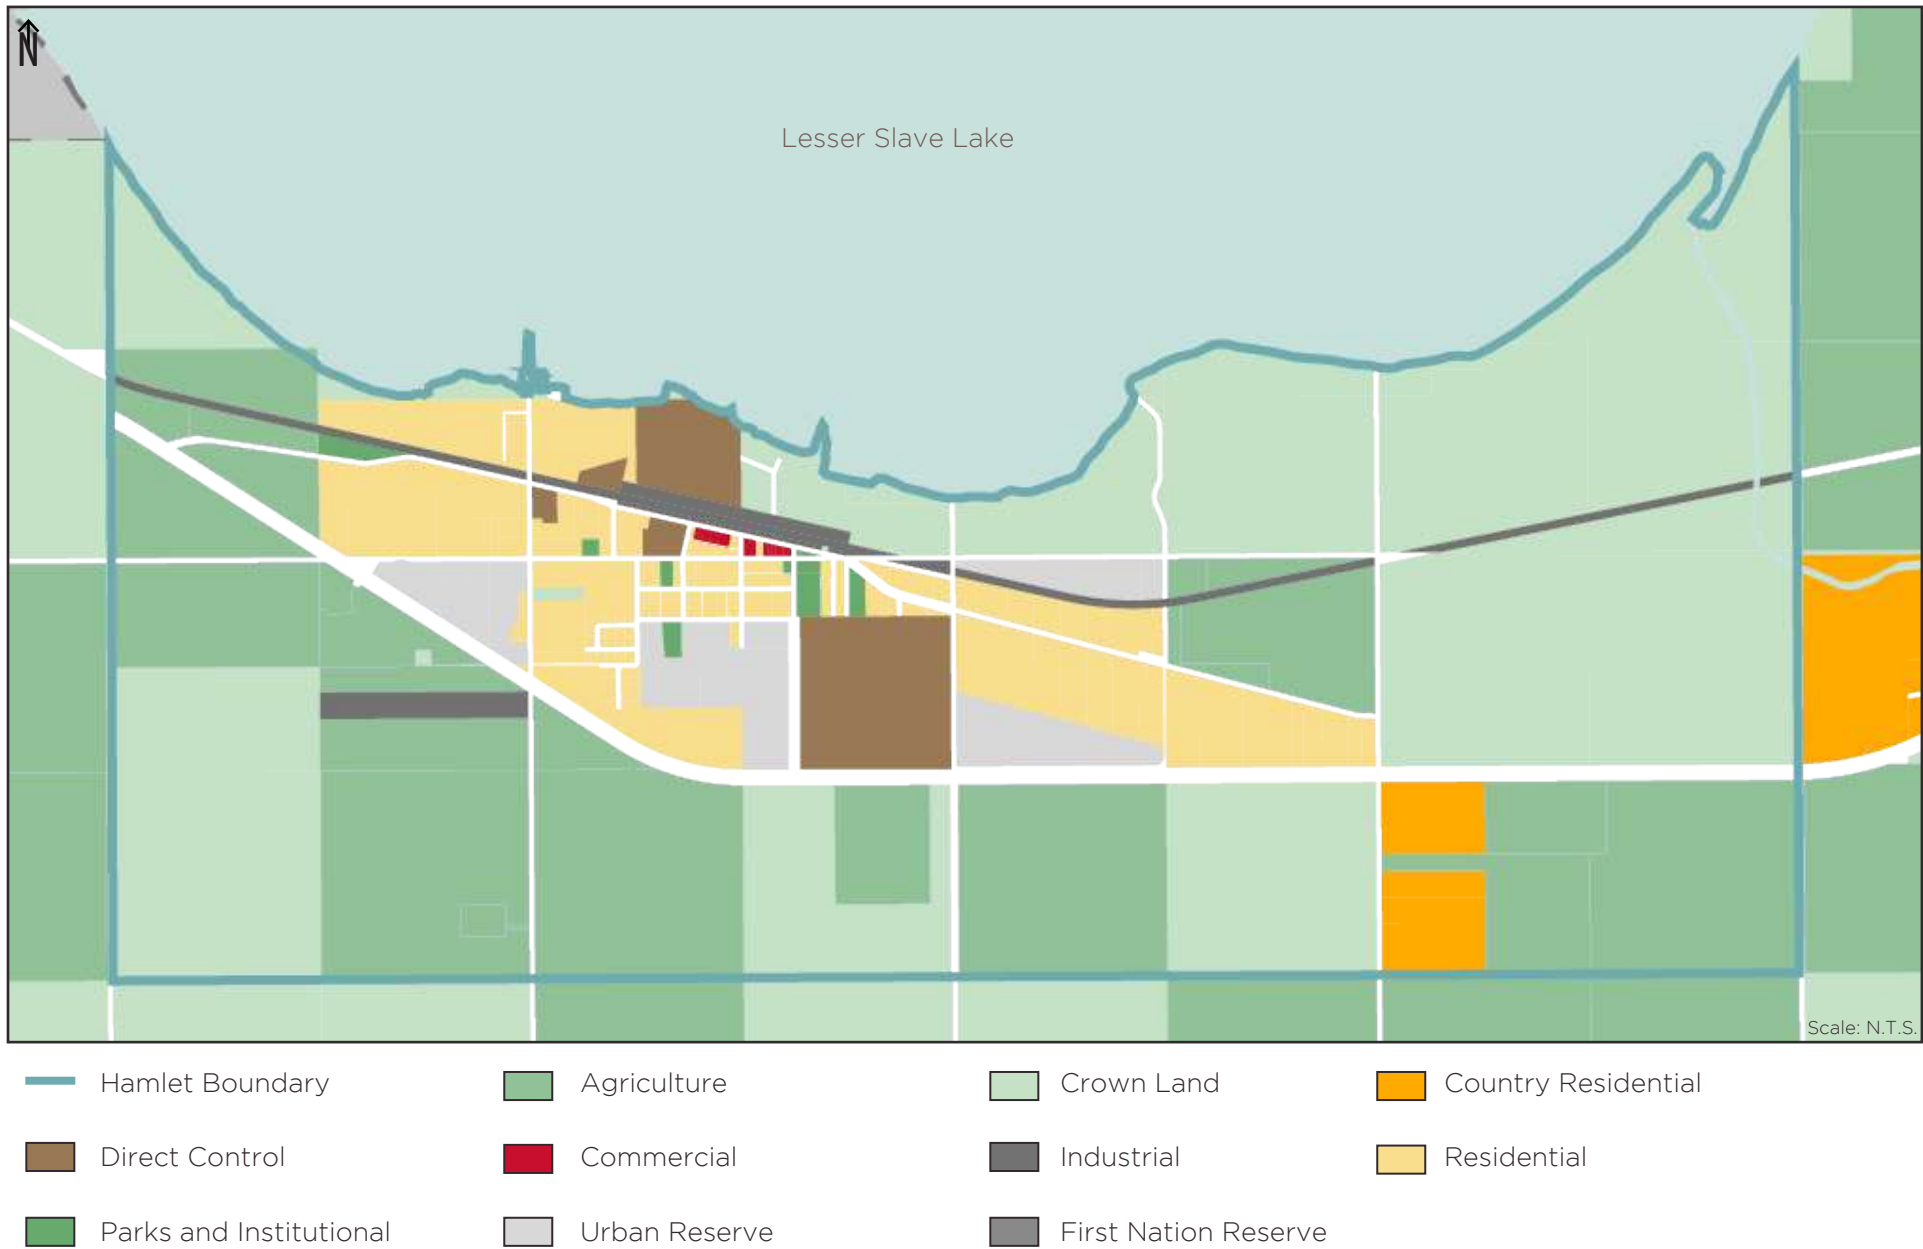 N
Lesser Slave Lake
Scale: N.T.S.
Hamlet Boundary
Agriculture
Crown Land
Country Residential
Direct Control
Commercial
Industrial
Residential
Parks and Institutional
Urban Reserve
First Nation Reserve